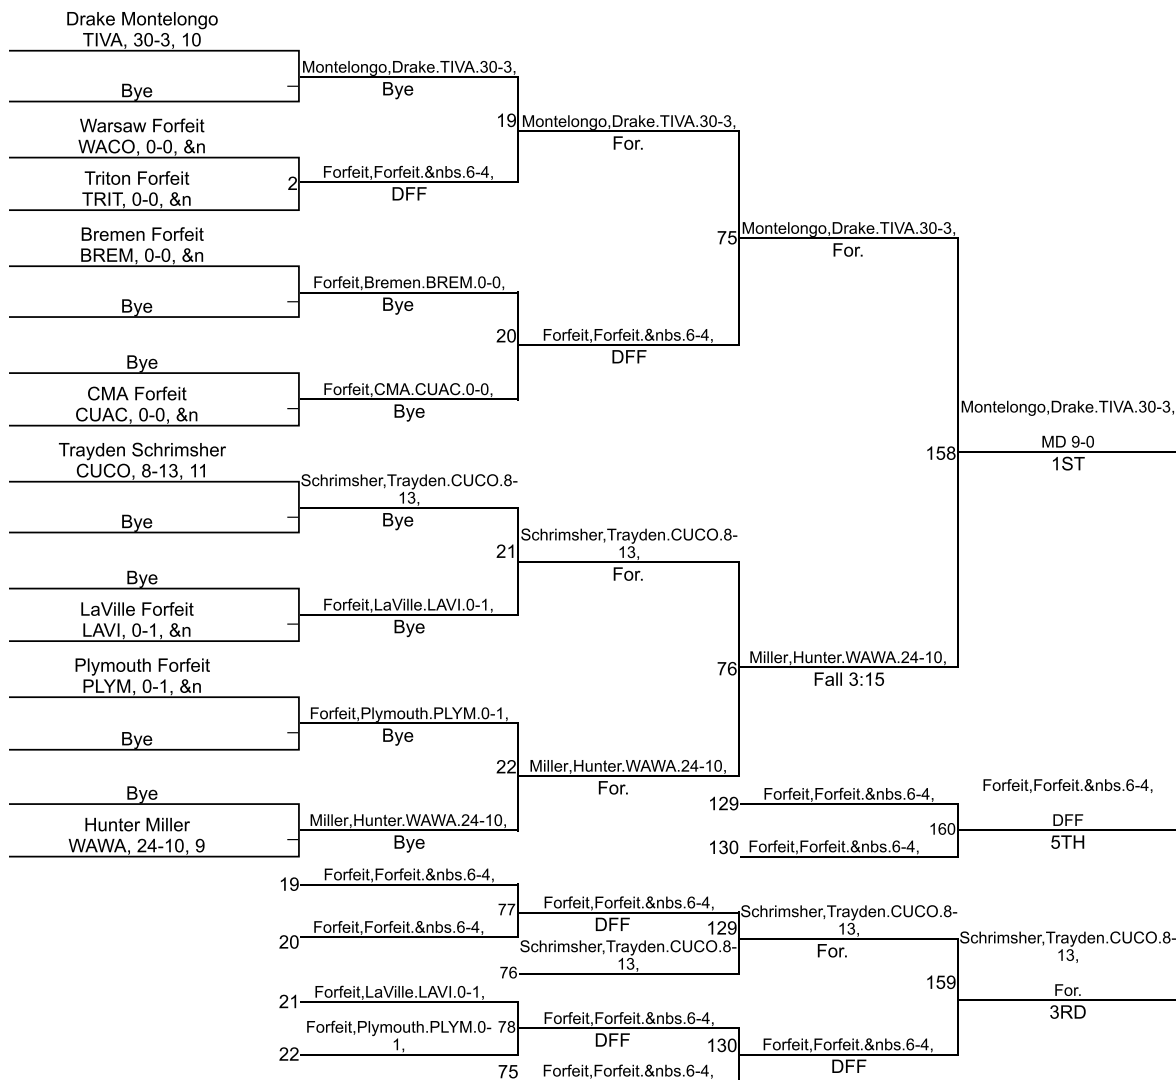 Drake Montelongo
TIVA, 30-3, 10
Montelongo,Drake.TIVA.30-3,
Bye
Bye
19
Montelongo,Drake.TIVA.30-3,
For.
Warsaw Forfeit
WACO, 0-0, &n
Forfeit,Forfeit.&nbs.6-4,
2
DFF
Triton Forfeit
TRIT, 0-0, &n
75
Montelongo,Drake.TIVA.30-3,
For.
Bremen Forfeit
BREM, 0-0, &n
Forfeit,Bremen.BREM.0-0,
Bye
Bye
20
Forfeit,Forfeit.&nbs.6-4,
DFF
Bye
Forfeit,CMA.CUAC.0-0,
Bye
CMA Forfeit
CUAC, 0-0, &n
Montelongo,Drake.TIVA.30-3,
158
MD 9-0
1ST
Trayden Schrimsher
CUCO, 8-13, 11
Schrimsher,Trayden.CUCO.8-
13,
Bye
Bye
21
Schrimsher,Trayden.CUCO.8-
13,
For.
Bye
Forfeit,LaVille.LAVI.0-1,
Bye
LaVille Forfeit
LAVI, 0-1, &n
76
Miller,Hunter.WAWA.24-10,
Fall 3:15
Plymouth Forfeit
PLYM, 0-1, &n
Forfeit,Plymouth.PLYM.0-1,
Bye
Bye
22
Miller,Hunter.WAWA.24-10,
For.
Bye
Miller,Hunter.WAWA.24-10,
Bye
Hunter Miller
WAWA, 24-10, 9
129
Forfeit,Forfeit.&nbs.6-4,
Forfeit,Forfeit.&nbs.6-4,
160
DFF
5TH
130
Forfeit,Forfeit.&nbs.6-4,
19
Forfeit,Forfeit.&nbs.6-4,
77
Forfeit,Forfeit.&nbs.6-4,
DFF
20
Forfeit,Forfeit.&nbs.6-4,
129
Schrimsher,Trayden.CUCO.8-
13,
For.
76
Schrimsher,Trayden.CUCO.8-
13,
Schrimsher,Trayden.CUCO.8-
13,
159
For.
3RD
21
Forfeit,LaVille.LAVI.0-1,
78
Forfeit,Forfeit.&nbs.6-4,
DFF
22
Forfeit,Plymouth.PLYM.0-
1,
130
Forfeit,Forfeit.&nbs.6-4,
DFF
75
Forfeit,Forfeit.&nbs.6-4,